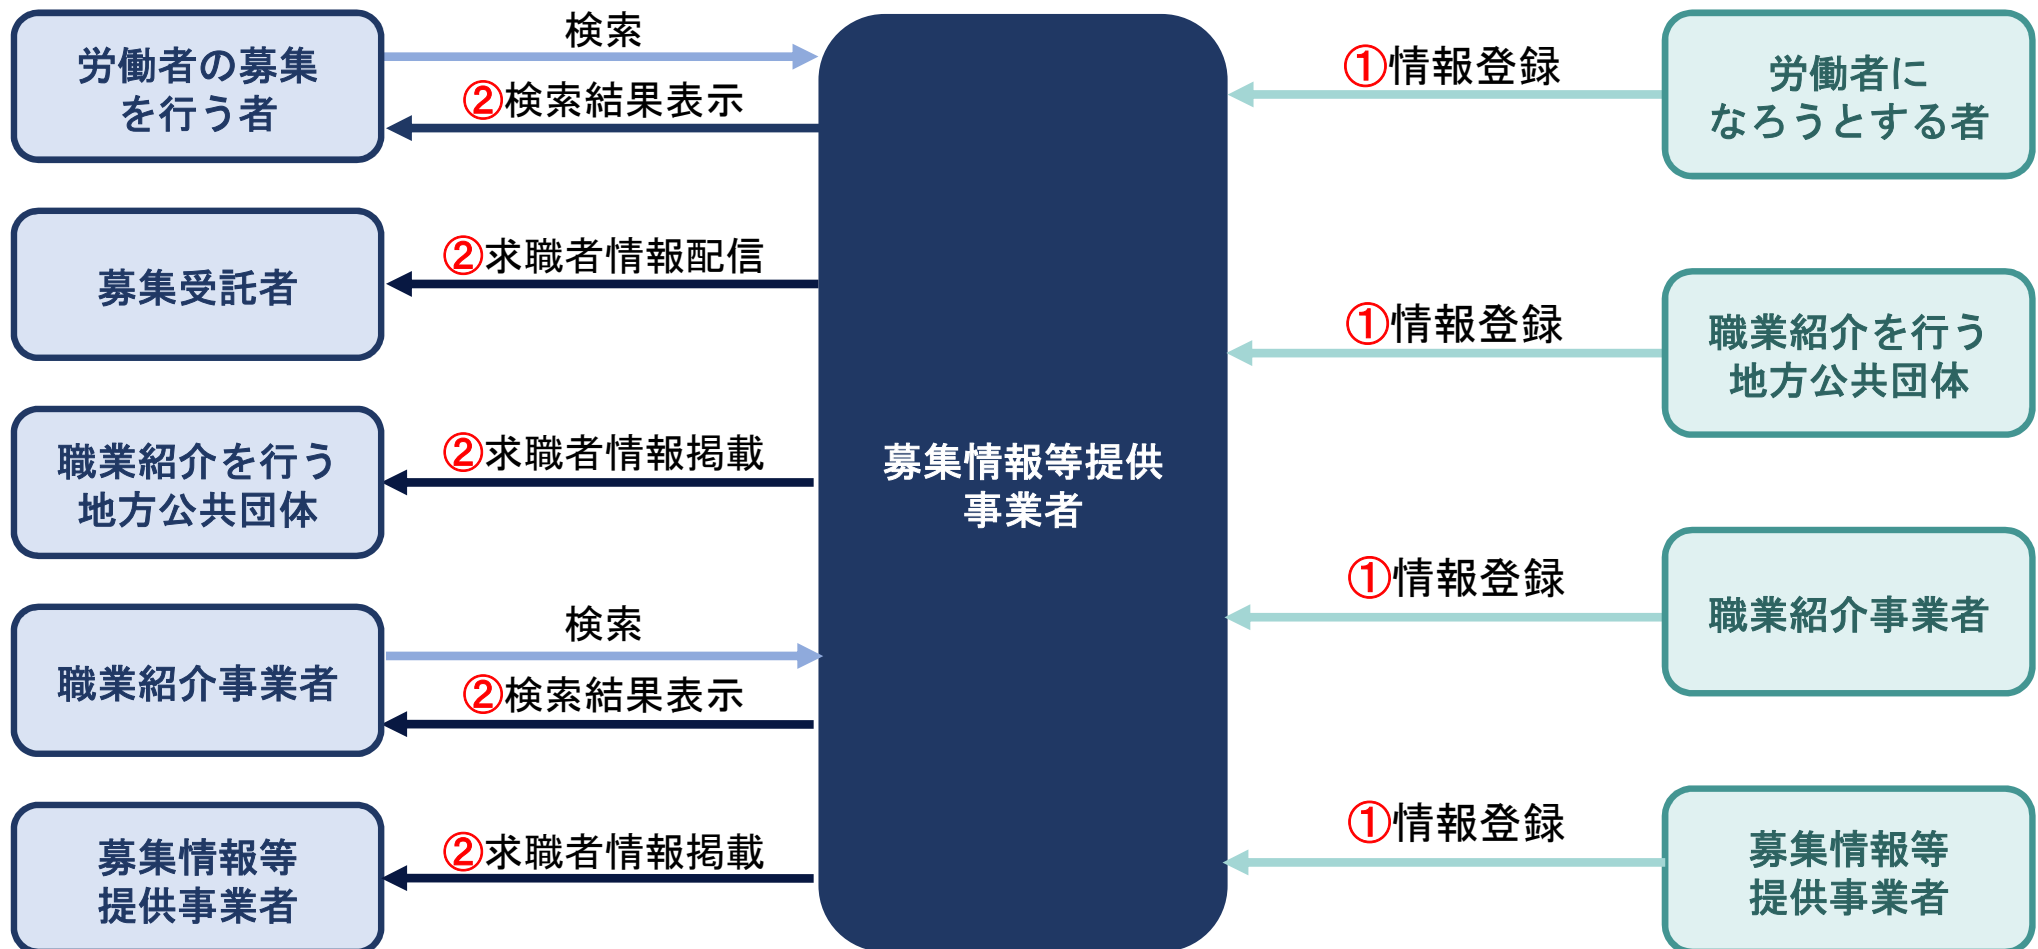 労働者の募集
を行う者
検索
②検索結果表示
募集受託者
②求職者情報配信
職業紹介を行う
地方公共団体
②求職者情報掲載
職業紹介事業者
検索
②検索結果表示
募集情報等
提供事業者
②求職者情報掲載
募集情報等提供
事業者
①情報登録
労働者に
なろうとする者
①情報登録
職業紹介を行う
地方公共団体
①情報登録
職業紹介事業者
①情報登録
募集情報等
提供事業者